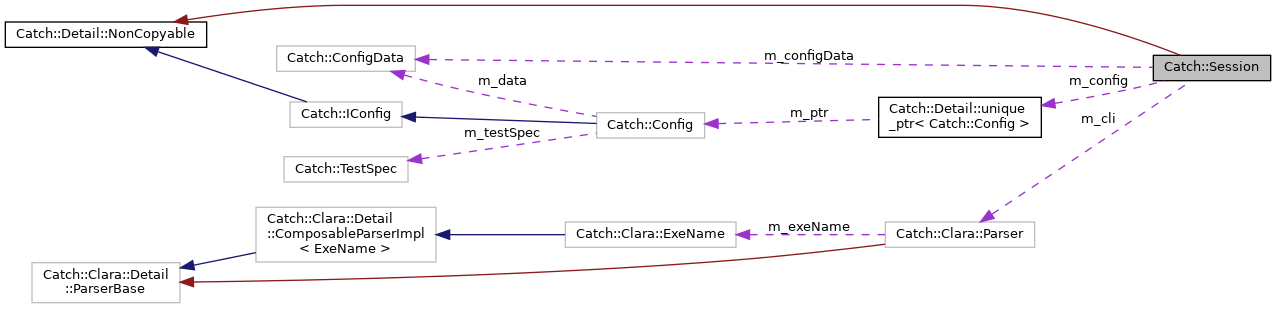 Catch::Detail::NonCopyable
Catch::ConfigData
m_configData
Catch::Session
m_data
m_config
Catch::IConfig
Catch::Detail::unique
_ptr< Catch::Config >
m_ptr
Catch::Config
m_cli
m_testSpec
Catch::TestSpec
Catch::Clara::Detail
::ComposableParserImpl
< ExeName >
Catch::Clara::ExeName
m_exeName
Catch::Clara::Parser
Catch::Clara::Detail
::ParserBase